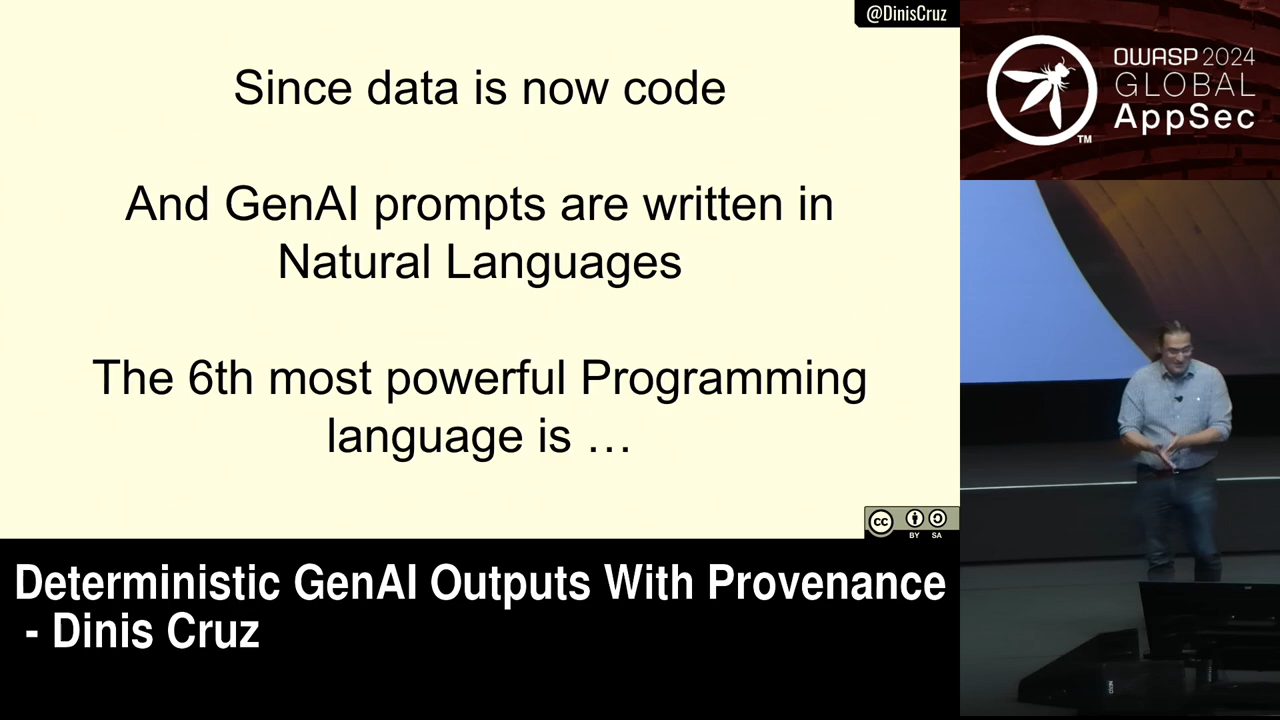 @DinisCruz
Since data is now code
And GenAI prompts are written in
Natural Languages
The 6th most powerful Programming
language is …
cc
BY SA
OWASP 2024
GLOBAL
AppSec
TM
Deterministic GenAI Outputs With Provenance
- Dinis Cruz